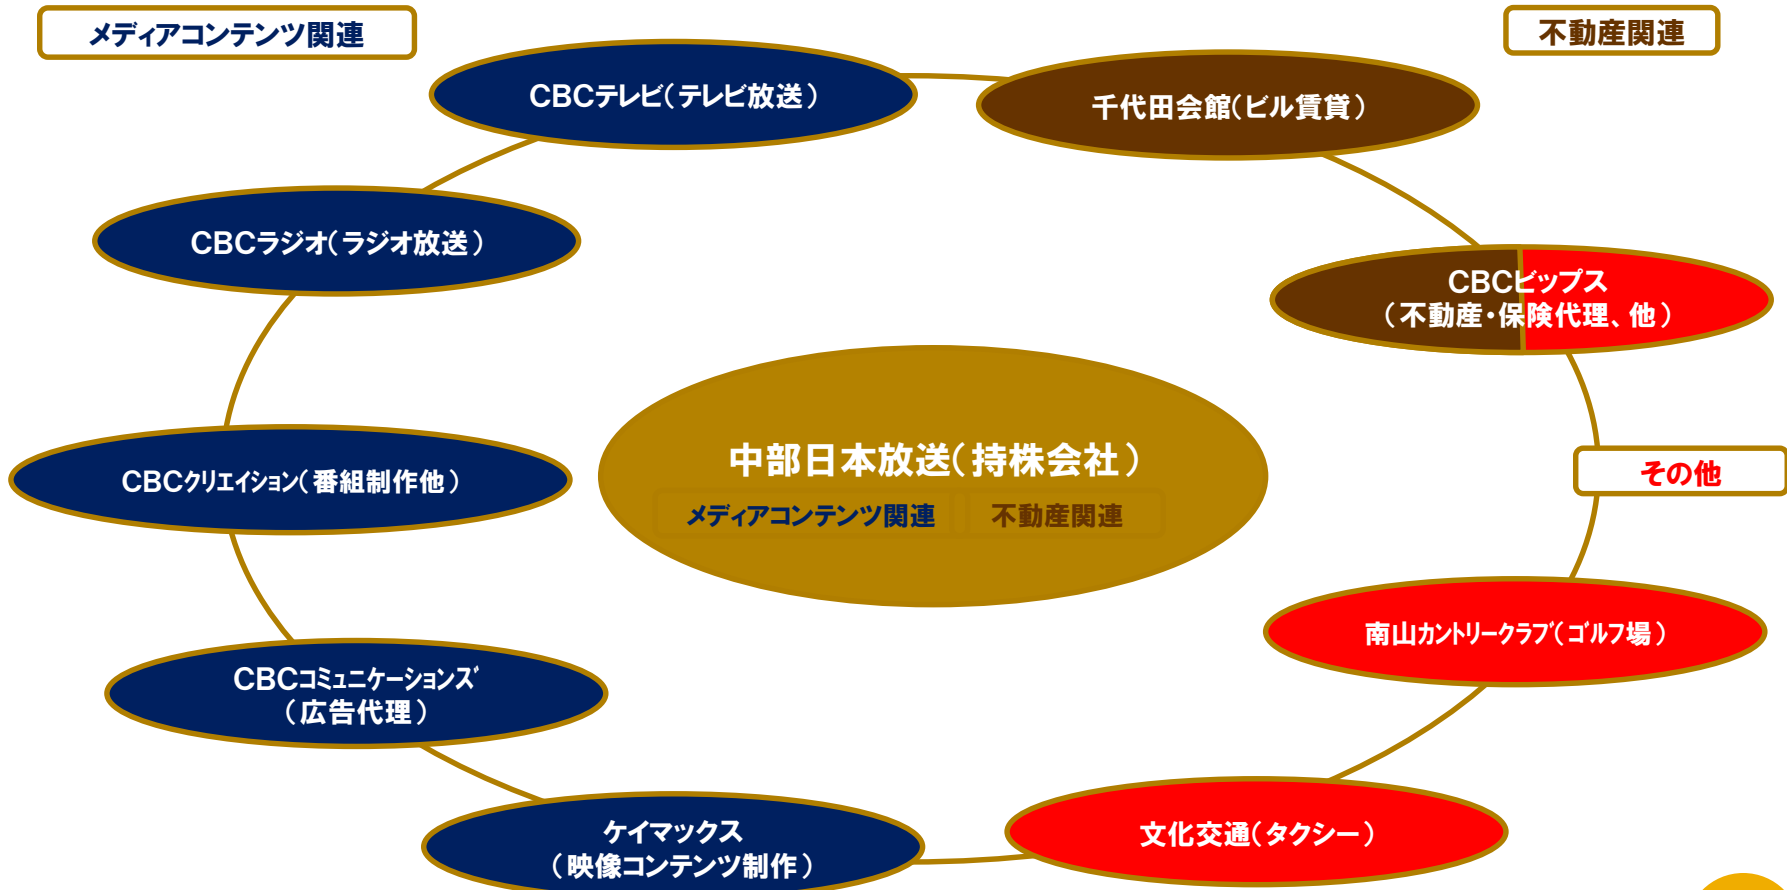 メディアコンテンツ関連
不動産関連
CBCテレビ(テレビ放送)
千代田会館(ビル賃貸)
CBCラジオ(ラジオ放送)
CBCビップス
(不動産・保険代理、他)
中部日本放送(持株会社)
メディアコンテンツ関連
不動産関連
その他
CBCクリエイション(番組制作他)
南山カントリークラブ(ゴルフ場)
CBCコミュニケーションズ
(広告代理)
文化交通(タクシー)
ケイマックス
(映像コンテンツ制作)